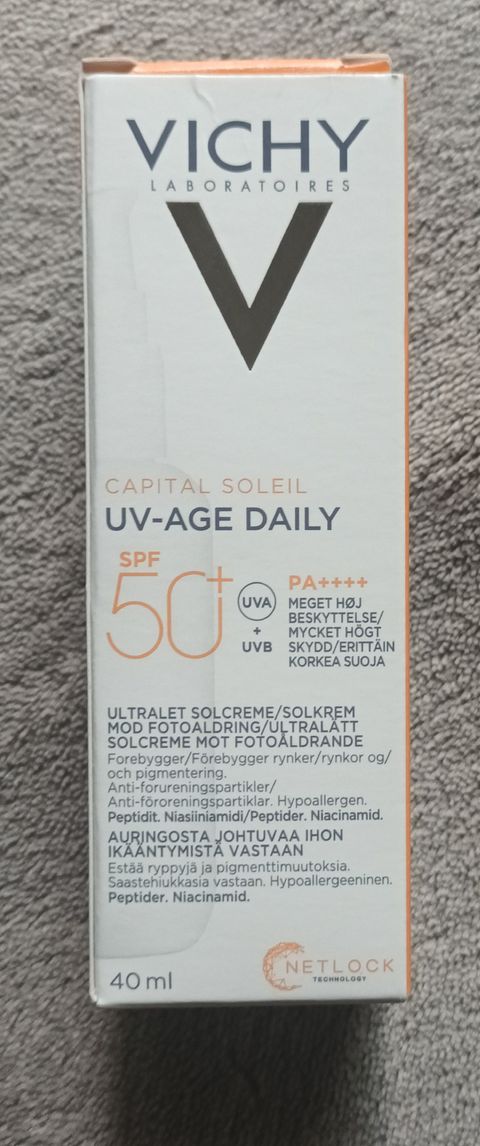 VICHY
LABORATOIRES
CAPITAL SOLEIL
UV-AGE DAILY
SPF
50+
UVA
+
UVB
PA++++
MEGET HØJ
BESKYTTELSE/
MYCKET HÖGT
SKYDD/ERITTÄIN
KORKEA SUOJA
ULTRALET SOLCREME/SOLKREM
MOD FOTOALDRING/ULTRALÄTT
SOLCREME MOT FOTOÅLDRANDE
Forebygger/Förebygger rynker/rynkor og/
och pigmentering.
Anti-forureningspartikler/
Anti-föroreningspartiklar. Hypoallergen.
Peptidit. Niasiiniamidi/Peptider. Niacinamid.
AURINGOSTA JOHTUVAA IHON
IKÄÄNTYMISTÄ VASTAAN
Estää ryppyjä ja pigmenttimuutoksia.
Saastehiukkasia vastaan. Hypoallergeeninen.
Peptider. Niacinamid.
40 ml
NETLOCK
TECHNOLOGY